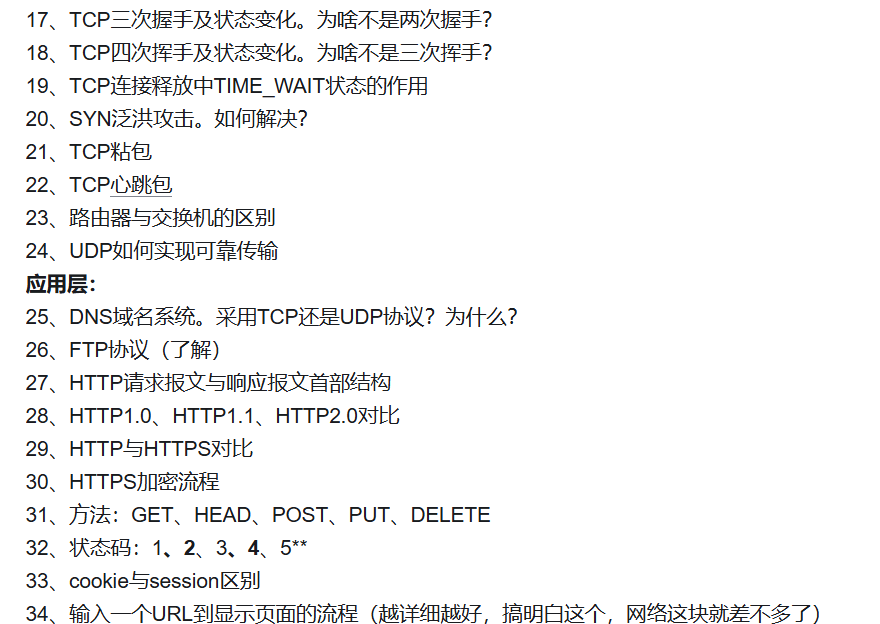 17、TCP三次握手及状态变化。为啥不是两次握手？
18、TCP四次挥手及状态变化。为啥不是三次挥手？
19、TCP连接释放中TIME_WAIT状态的作用
20、SYN泛洪攻击。如何解决？
21、TCP粘包
22、TCP心跳包
23、路由器与交换机的区别
24、UDP如何实现可靠传输
应用层：
25、DNS域名系统。采用TCP还是UDP协议？为什么？
26、FTP协议（了解）
27、HTTP请求报文与响应报文首部结构
28、HTTP1.0、HTTP1.1、HTTP2.0对比
29、HTTP与HTTPS对比
30、HTTPS加密流程
31、方法：GET、HEAD、POST、PUT、DELETE
32、状态码：1、2、3、4、5**
33、cookie与session区别
34、输入一个URL到显示页面的流程（越详细越好，搞明白这个，网络这块就差不多了）